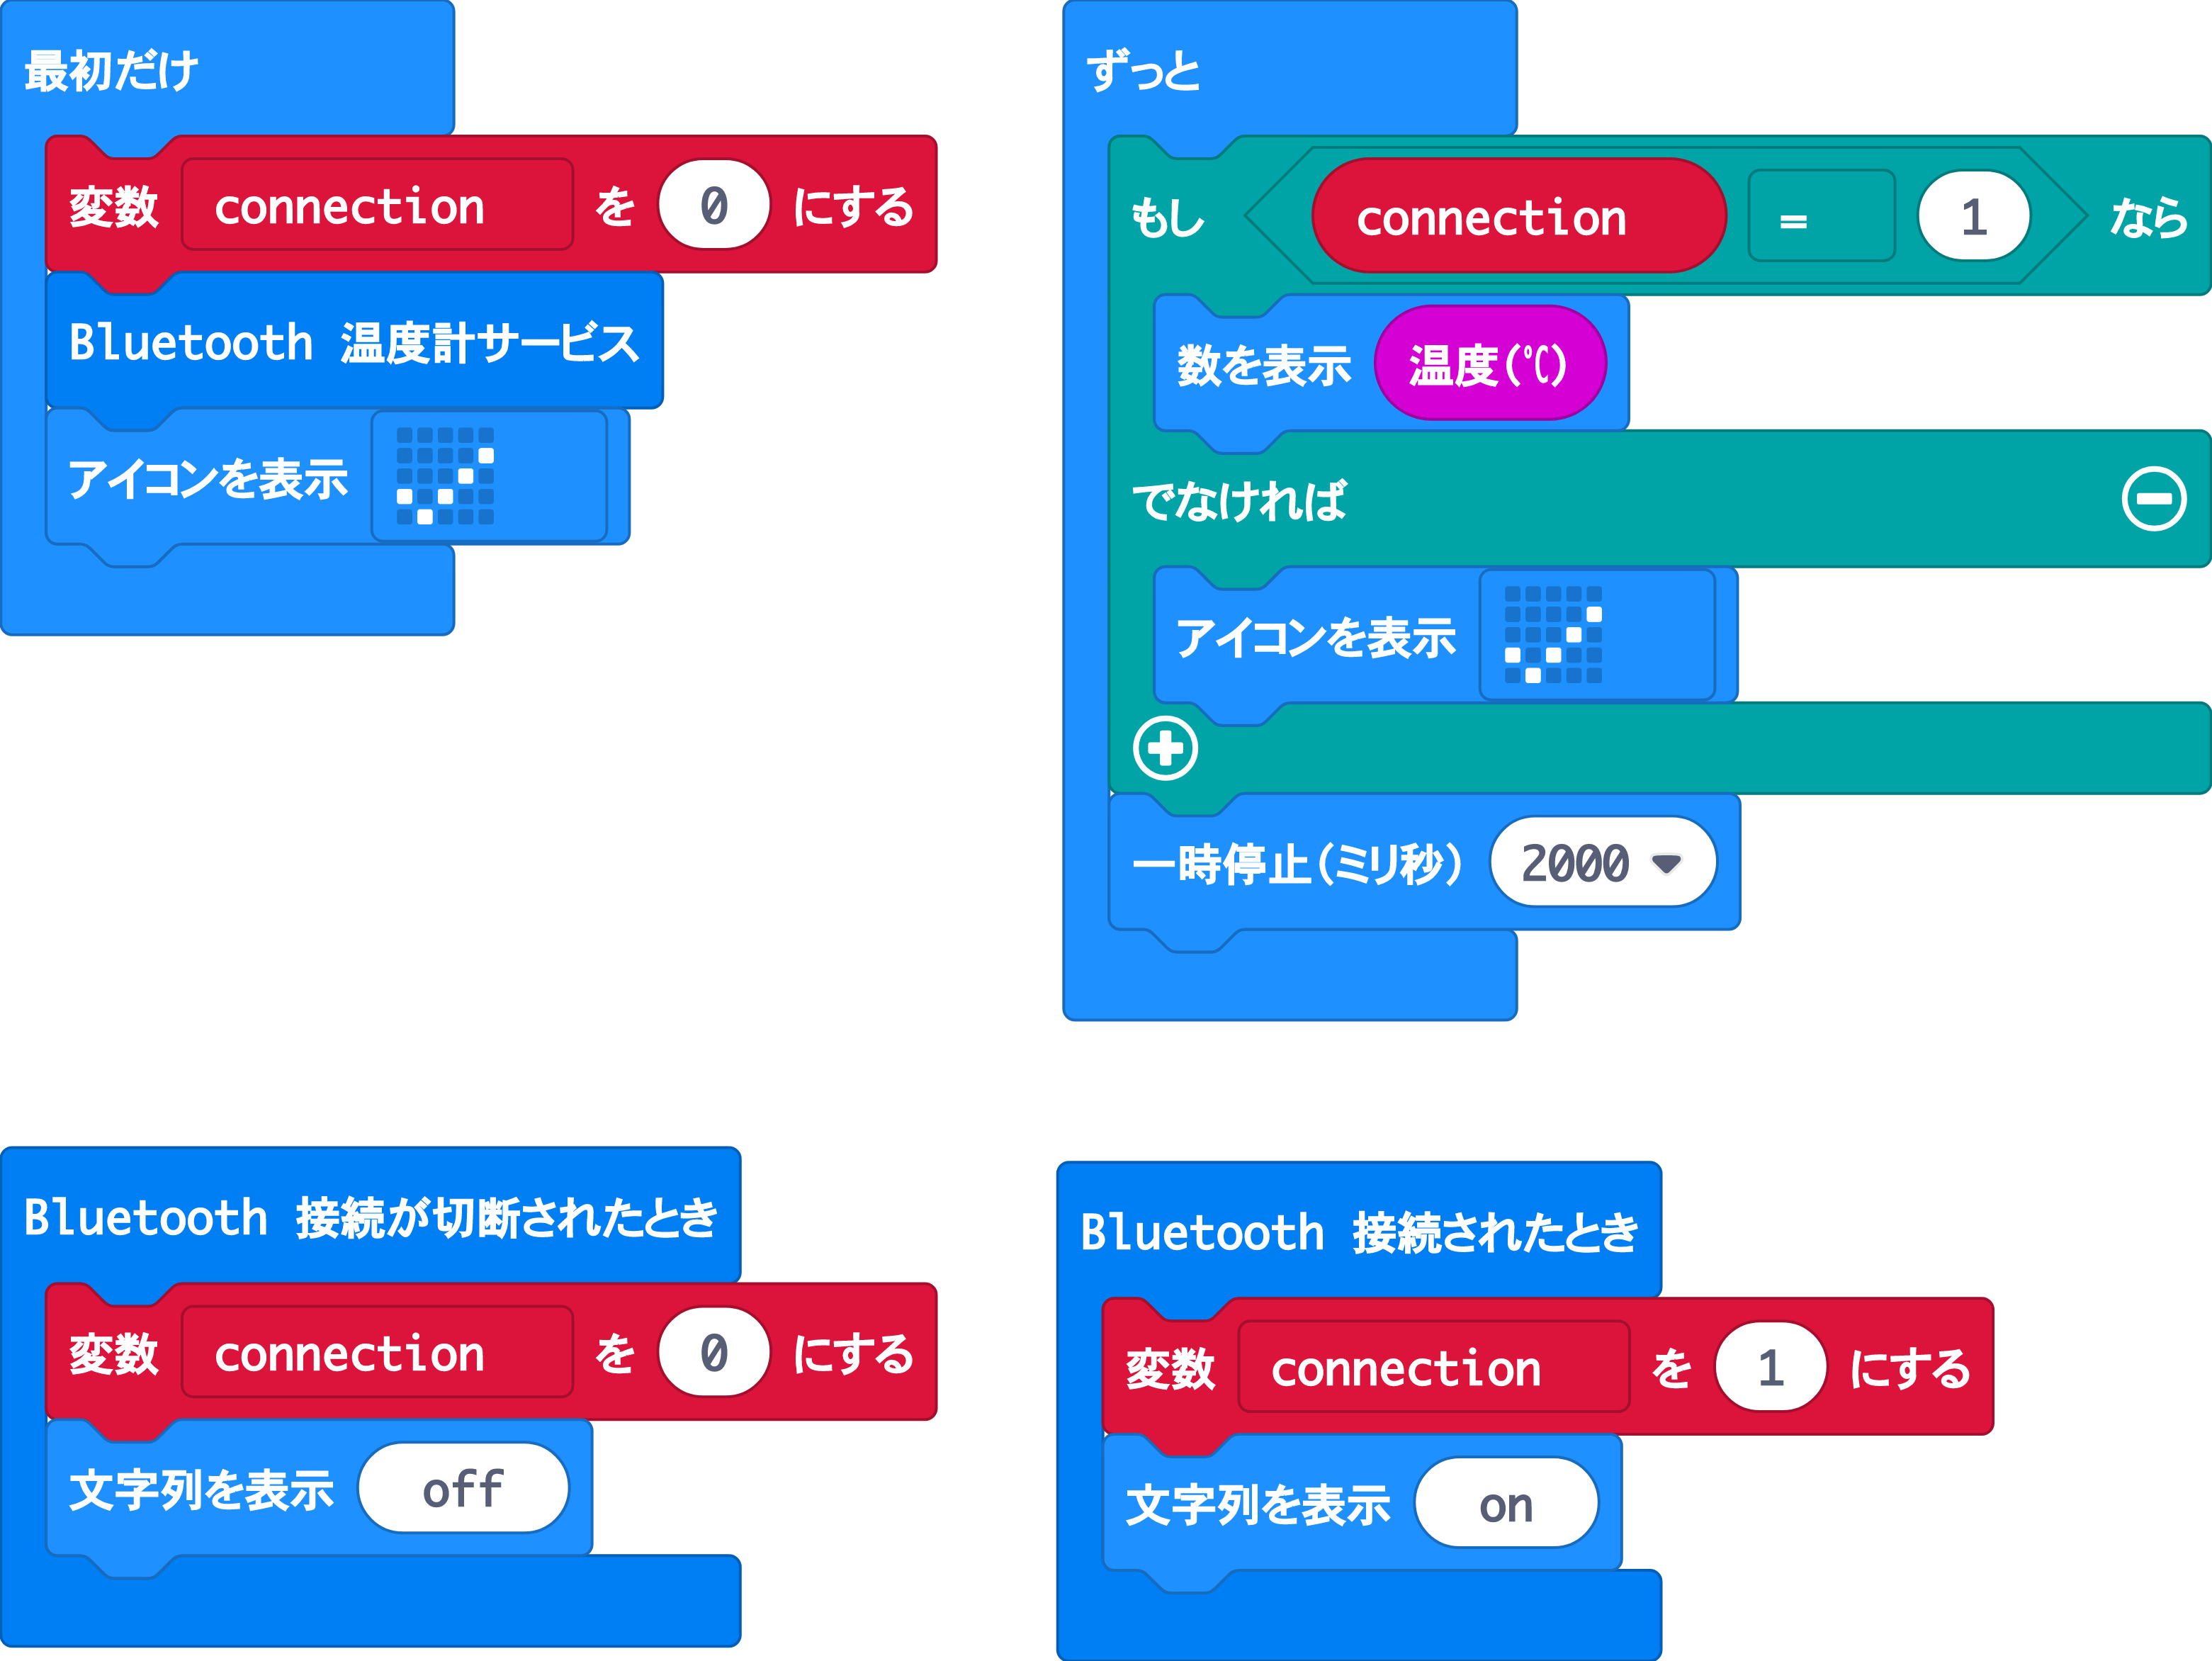 最初だけ
変数 connection を 0 にする
Bluetooth 温度計サービス
アイコンを表示
ずっと
もし connection = 1 なら
数を表示 温度(℃)
でなければ
アイコンを表示
一時停止(ミリ秒) 2000
Bluetooth 接続が切断されたとき
変数 connection を 0 にする
文字列を表示 off
Bluetooth 接続されたとき
変数 connection を 1 にする
文字列を表示 on